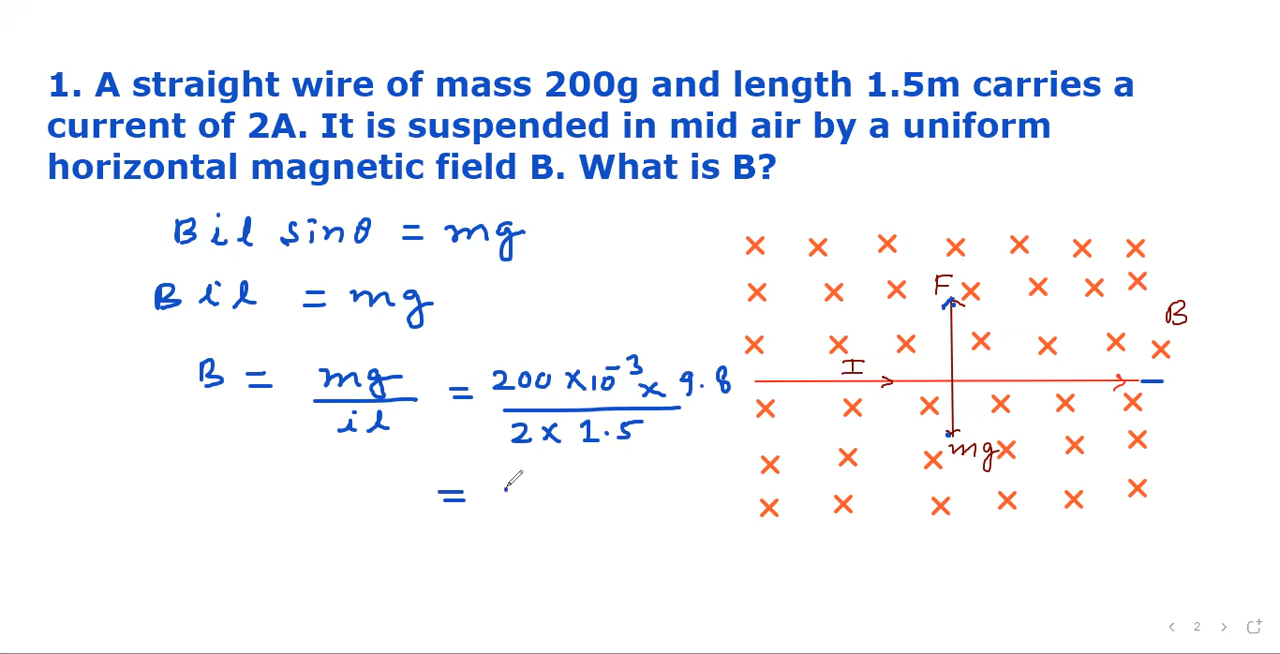 1. A straight wire of mass 200g and length 1.5m carries a
current of 2A. It is suspended in mid air by a uniform
horizontal magnetic field B. What is B?
B i l sinθ = mg
B i l = mg
B = mg / i l = 200 × 10⁻³ × 9.8 / 2 × 1.5
=
F
B
I
mg
2